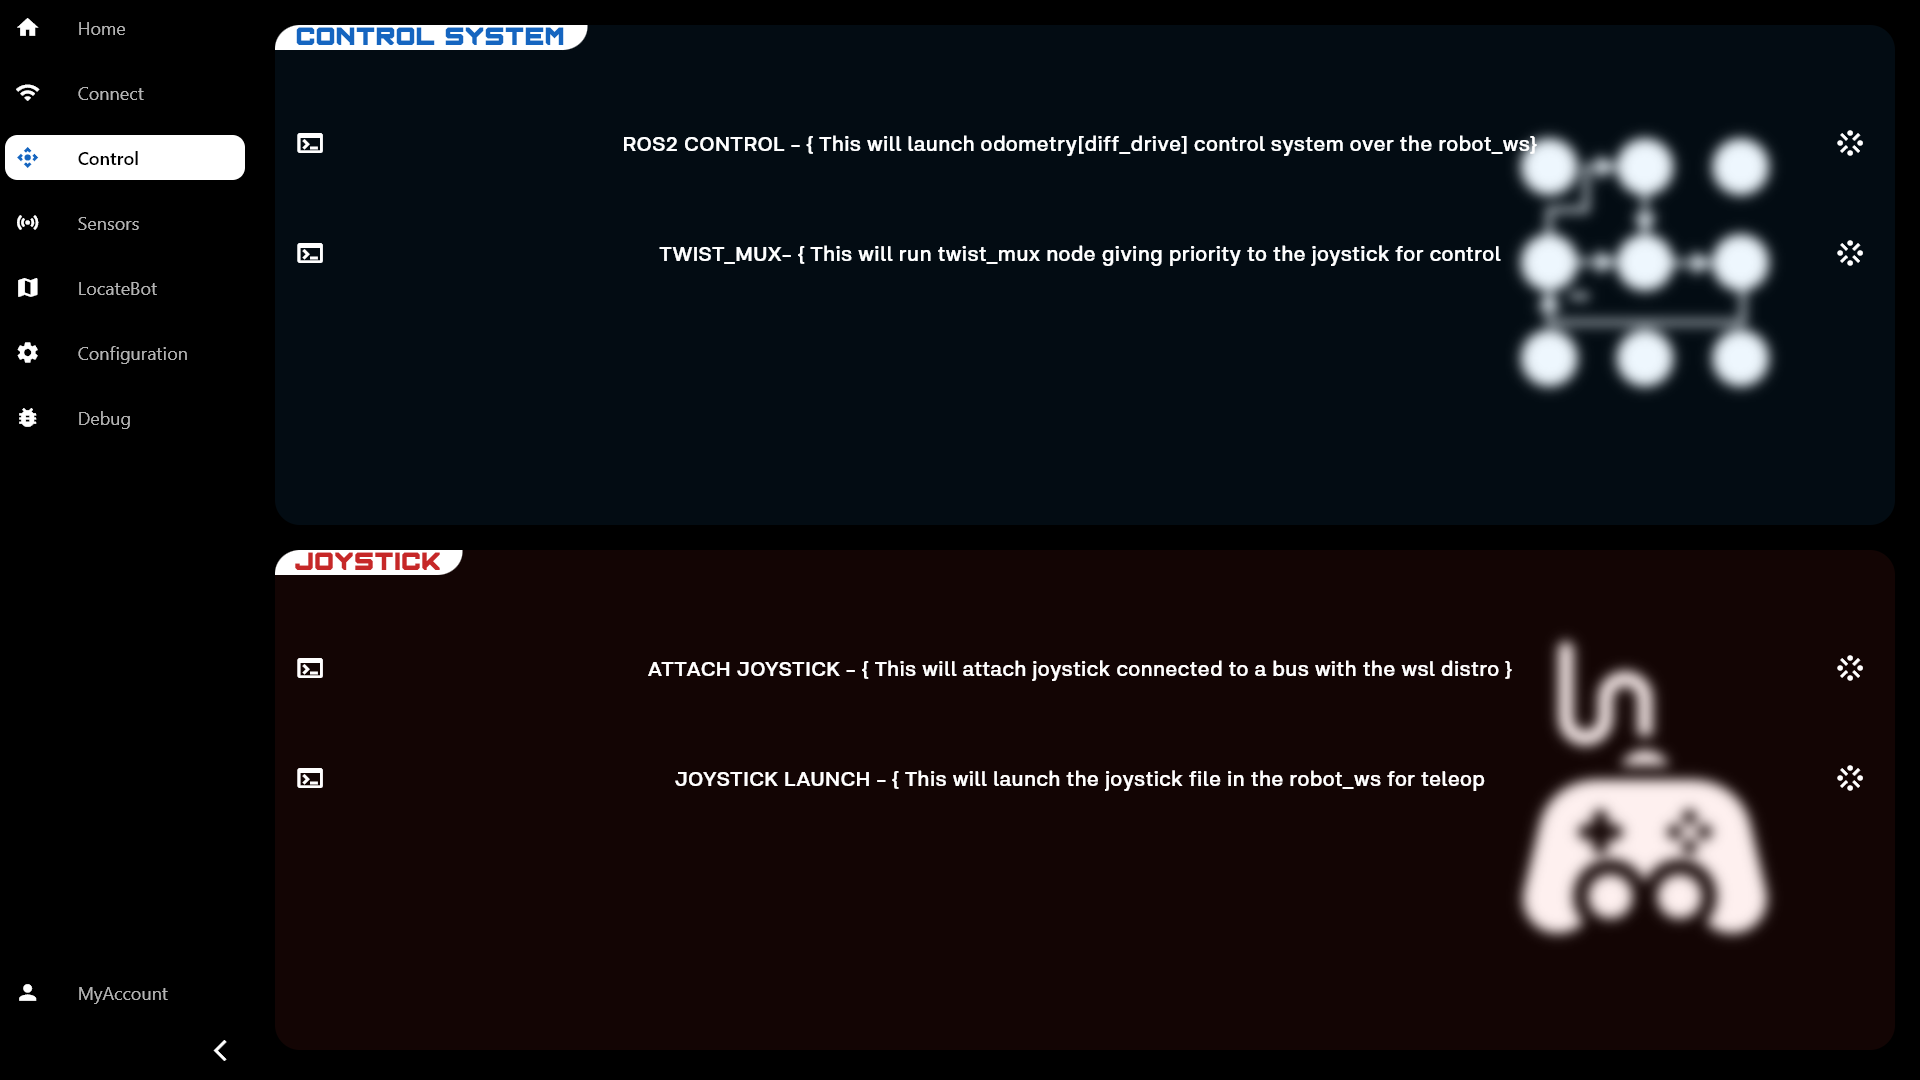 Home
Connect
Control
Sensors
LocateBot
Configuration
Debug
MyAccount
CONTROL SYSTEM
ROS2 CONTROL - { This will launch odometry[diff_drive] control system over the robot_ws}
TWIST_MUX- { This will run twist_mux node giving priority to the joystick for control
JOYSTICK
ATTACH JOYSTICK - { This will attach joystick connected to a bus with the wsl distro }
JOYSTICK LAUNCH - { This will launch the joystick file in the robot_ws for teleop